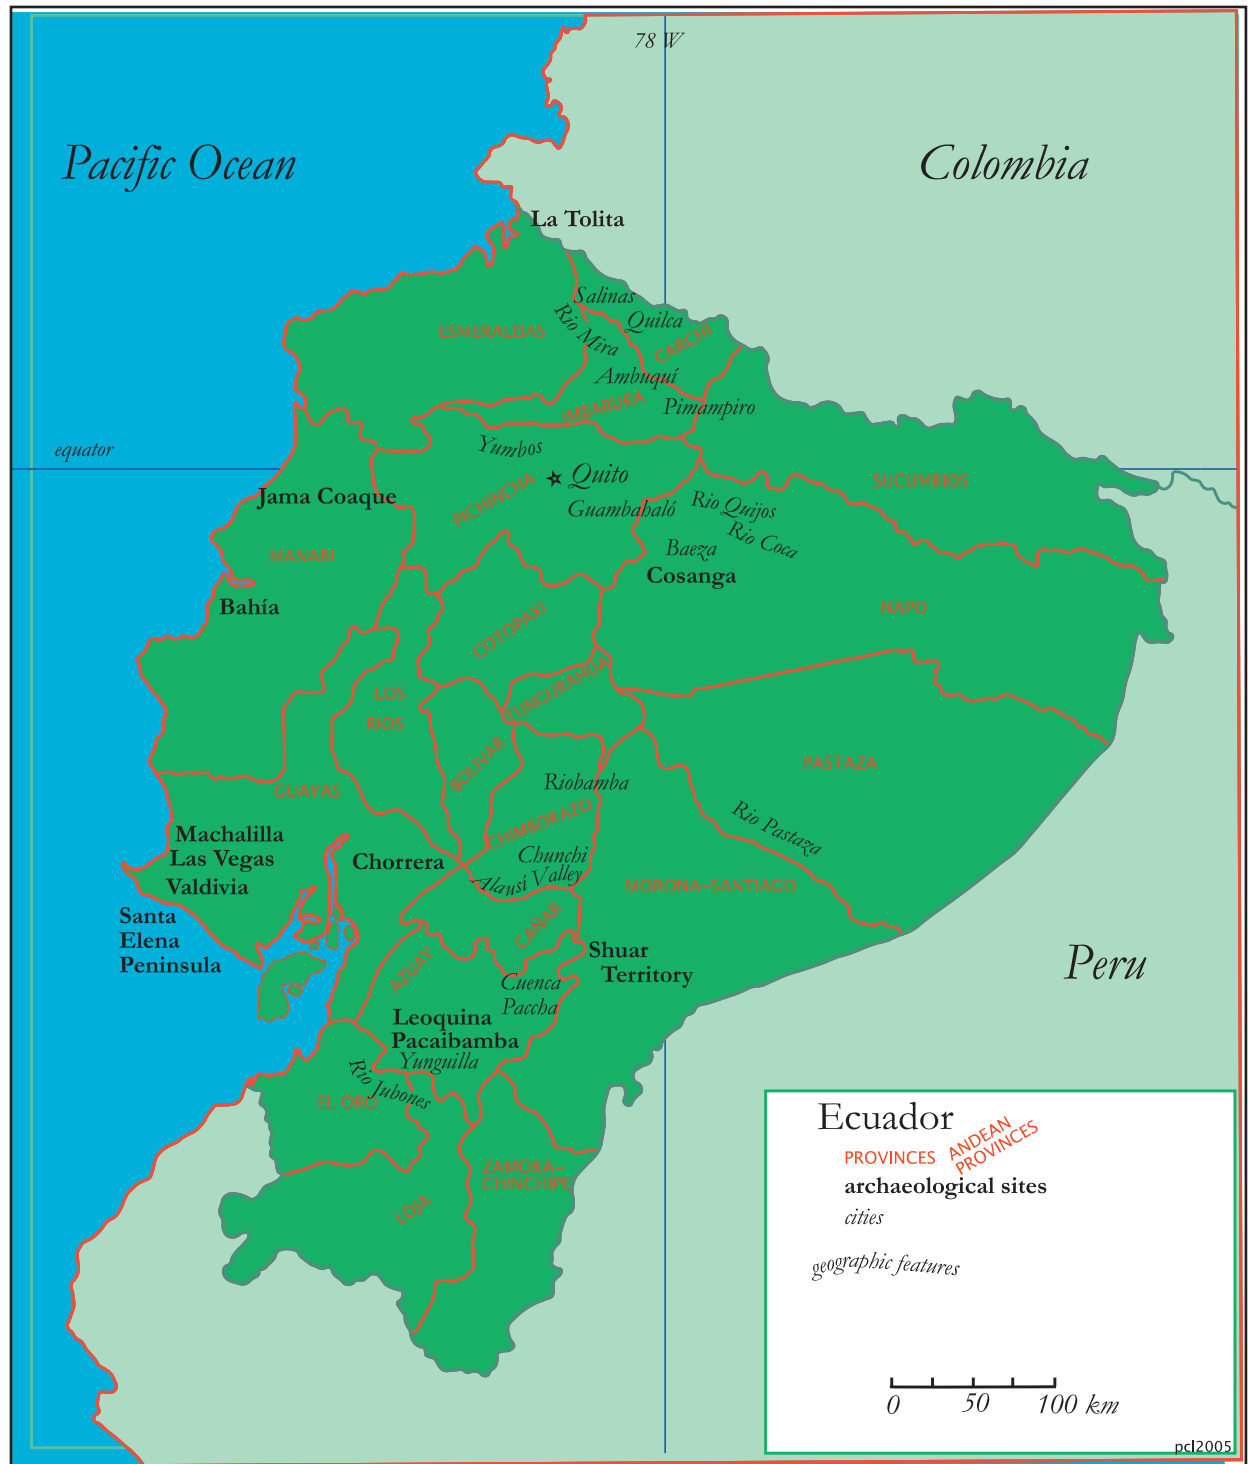 78 W
Pacific Ocean
Colombia
La Tolita
Salinas
Quilca
Rio Mira
ESMERALDAS
CARCHI
Ambuquí
IMBABURA
Pimampiro
equator
Yumbos
Quito
PICHINCHA
SUCUMBIOS
Jama Coaque
Guambahaló
Rio Quijos
Rio Coca
MANABI
Baeza
Cosanga
Bahía
NAPO
COTOPAXI
LOS
RIOS
TUNGURAHUA
BOLIVAR
PASTAZA
GUAYAS
Riobamba
CHIMBORAZO
Rio Pastaza
Machalilla
Las Vegas
Valdivia
Chorrera
Chunchi
Alausí Valley
MORONA-SANTIAGO
Santa
Elena
Peninsula
CAÑAR
AZUAY
Shuar
Territory
Peru
Cuenca
Paccha
Leoquina
Pacaibamba
Yunguilla
Rio Jubones
EL ORO
ZAMORA-
CHINCHIPE
LOJA
Ecuador
PROVINCES
ANDEAN
PROVINCES
archaeological sites
cities
geographic features
0 50 100 km
pcl2005